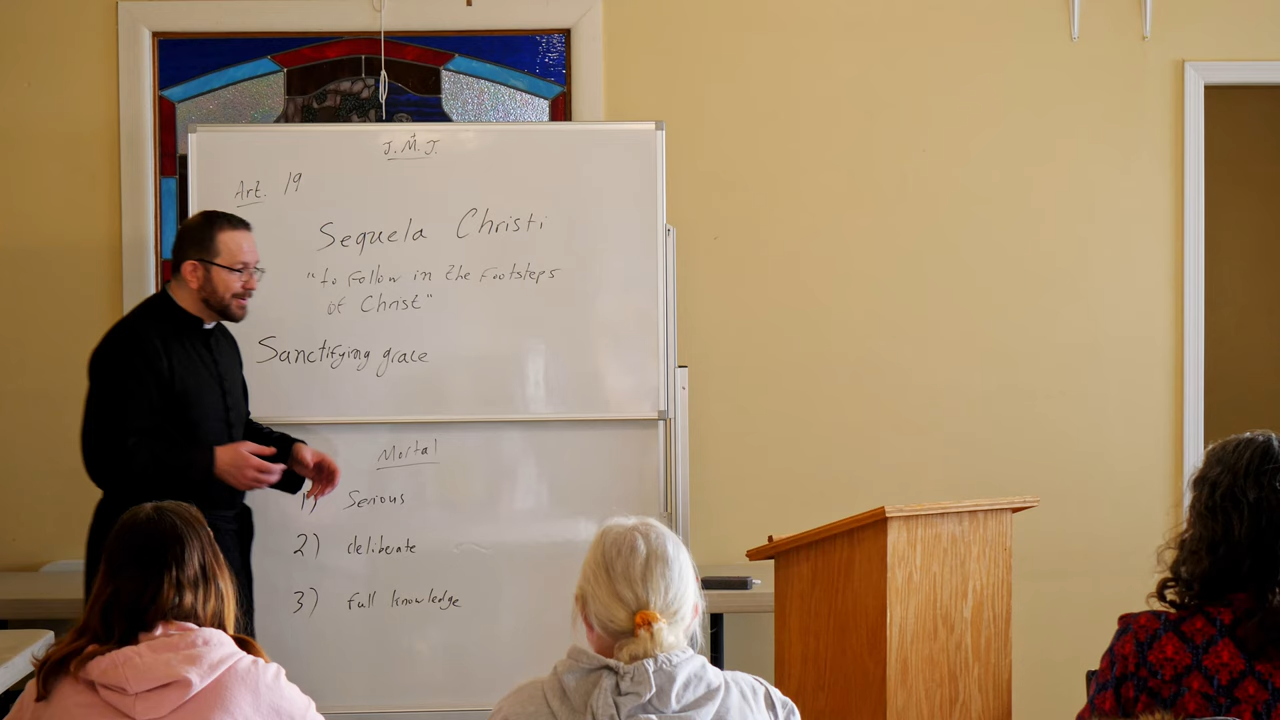 J.M.J.
Art. 19
Sequela Christi
"to follow in the footsteps
of Christ"
Sanctifying grace
Mortal
1) Serious
2) deliberate
3) full knowledge